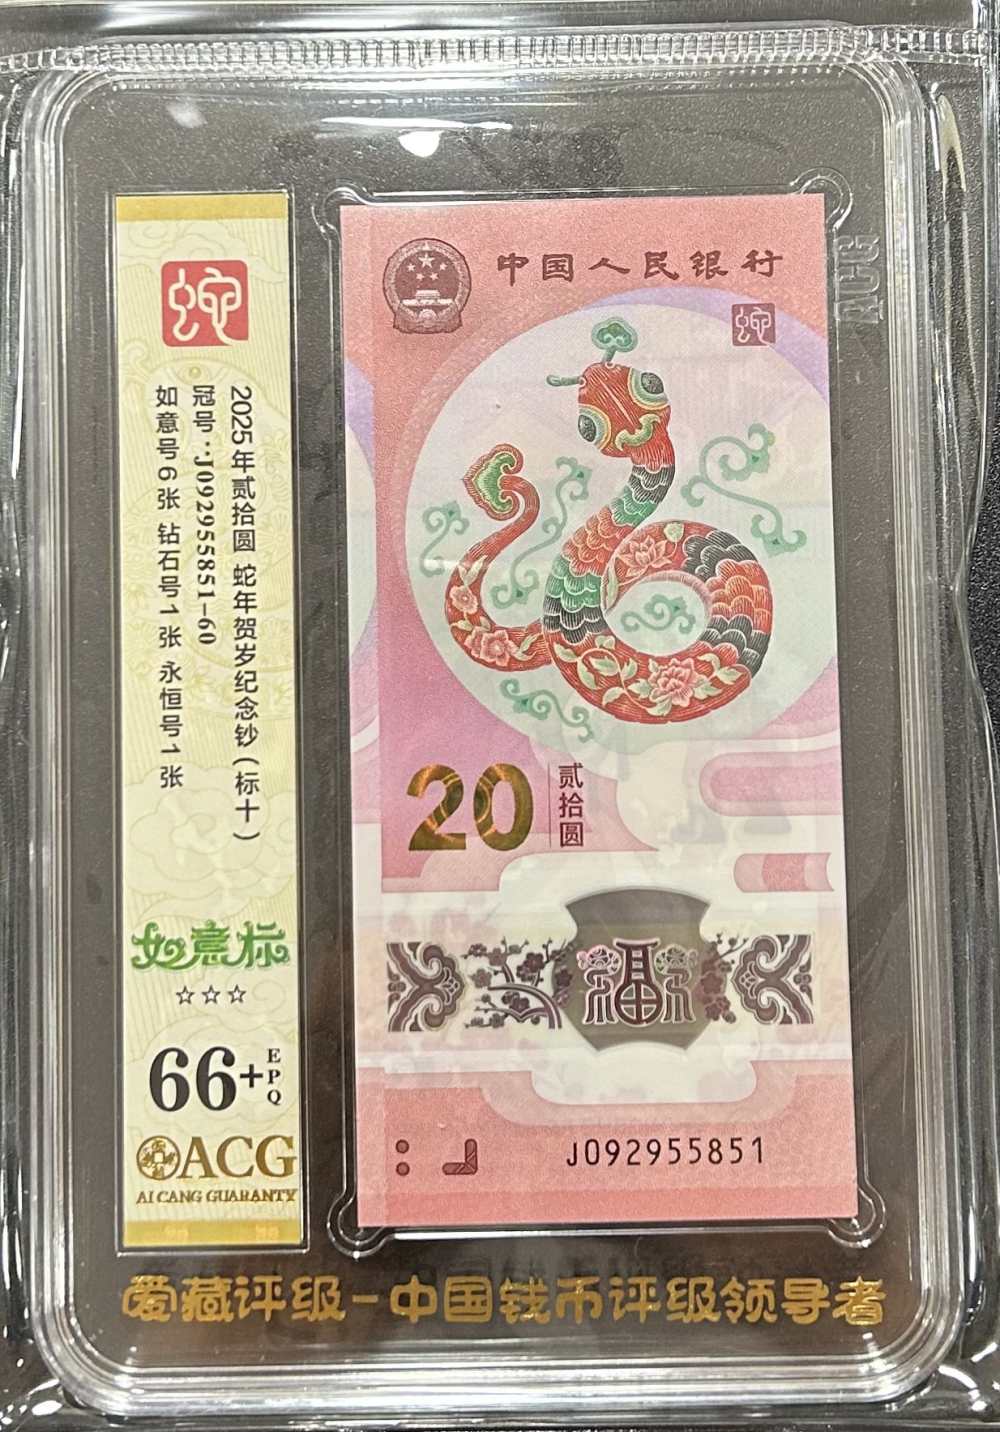 蛇
2025年贰拾圆 蛇年贺岁纪念钞(标十)
冠号:J092955851-60
如意号6张 钻石号1张 永恒号1张
如意标
☆☆☆
66+EPQ
ACG
AI CANG GUARANTY
中国人民银行
蛇
20
贰拾圆
福
J092955851
ACG
爱藏评级-中国钱币评级领导者